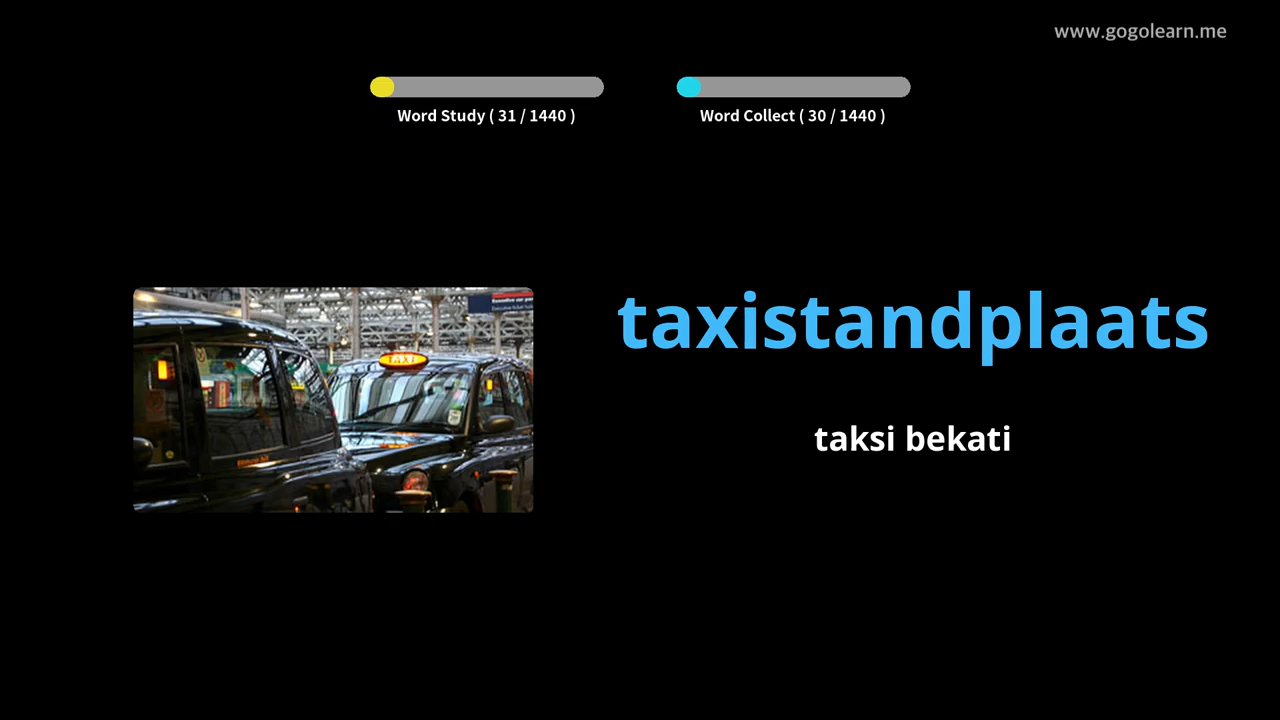 www.gogolearn.me
Word Study ( 31 / 1440 )
Word Collect ( 30 / 1440 )
TAXI
taxistandplaats
taksi bekati